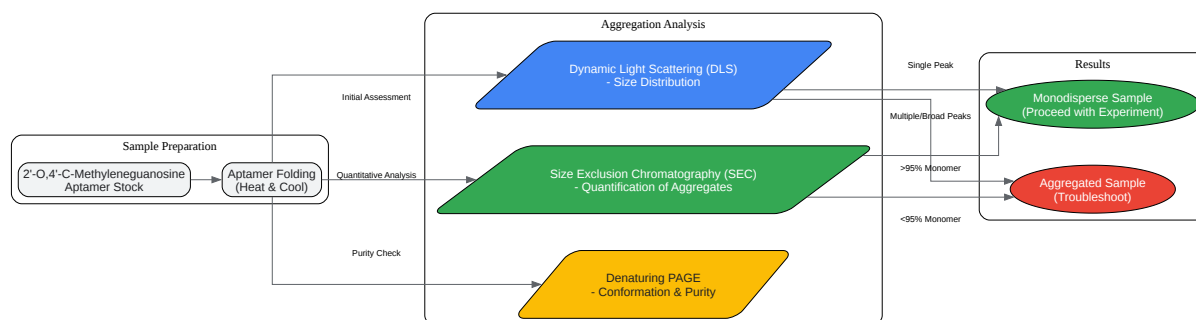 Aggregation Analysis
Dynamic Light Scattering (DLS)
- Size Distribution
Single Peak
Results
Initial Assessment
Monodisperse Sample
(Proceed with Experiment)
Multiple/Broad Peaks
Sample Preparation
2'-O,4'-C-Methyleneguanosine
Aptamer Stock
Aptamer Folding
(Heat & Cool)
Quantitative Analysis
Size Exclusion Chromatography (SEC)
- Quantification of Aggregates
>95% Monomer
Aggregated Sample
(Troubleshoot)
<95% Monomer
Purity Check
Denaturing PAGE
- Conformation & Purity